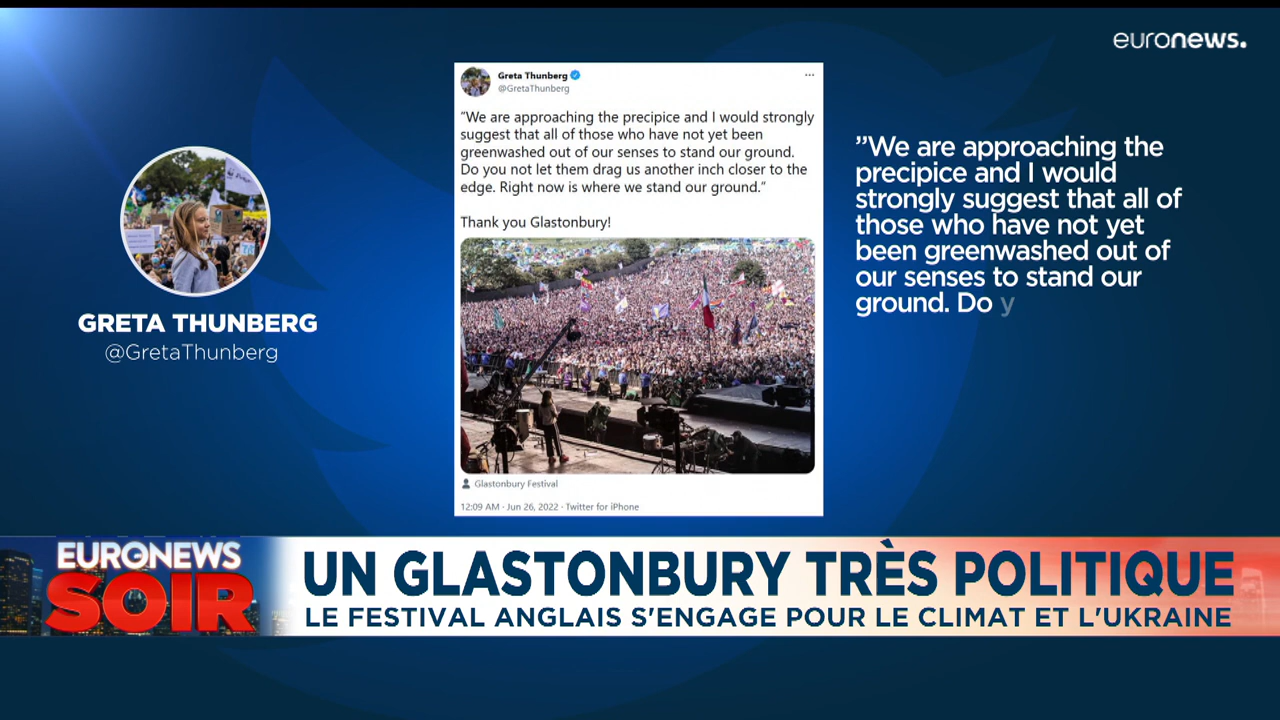 euronews.
Greta Thunberg
@GretaThunberg
"We are approaching the precipice and I would strongly
suggest that all of those who have not yet been
greenwashed out of our senses to stand our ground.
Do you not let them drag us another inch closer to the
edge. Right now is where we stand our ground."
Thank you Glastonbury!
Glastonbury Festival
12:09 AM · Jun 26, 2022 · Twitter for iPhone
GRETA THUNBERG
@GretaThunberg
”We are approaching the
precipice and I would
strongly suggest that all of
those who have not yet
been greenwashed out of
our senses to stand our
ground. Do y
EURONEWS
SOIR
UN GLASTONBURY TRÈS POLITIQUE
LE FESTIVAL ANGLAIS S'ENGAGE POUR LE CLIMAT ET L'UKRAINE